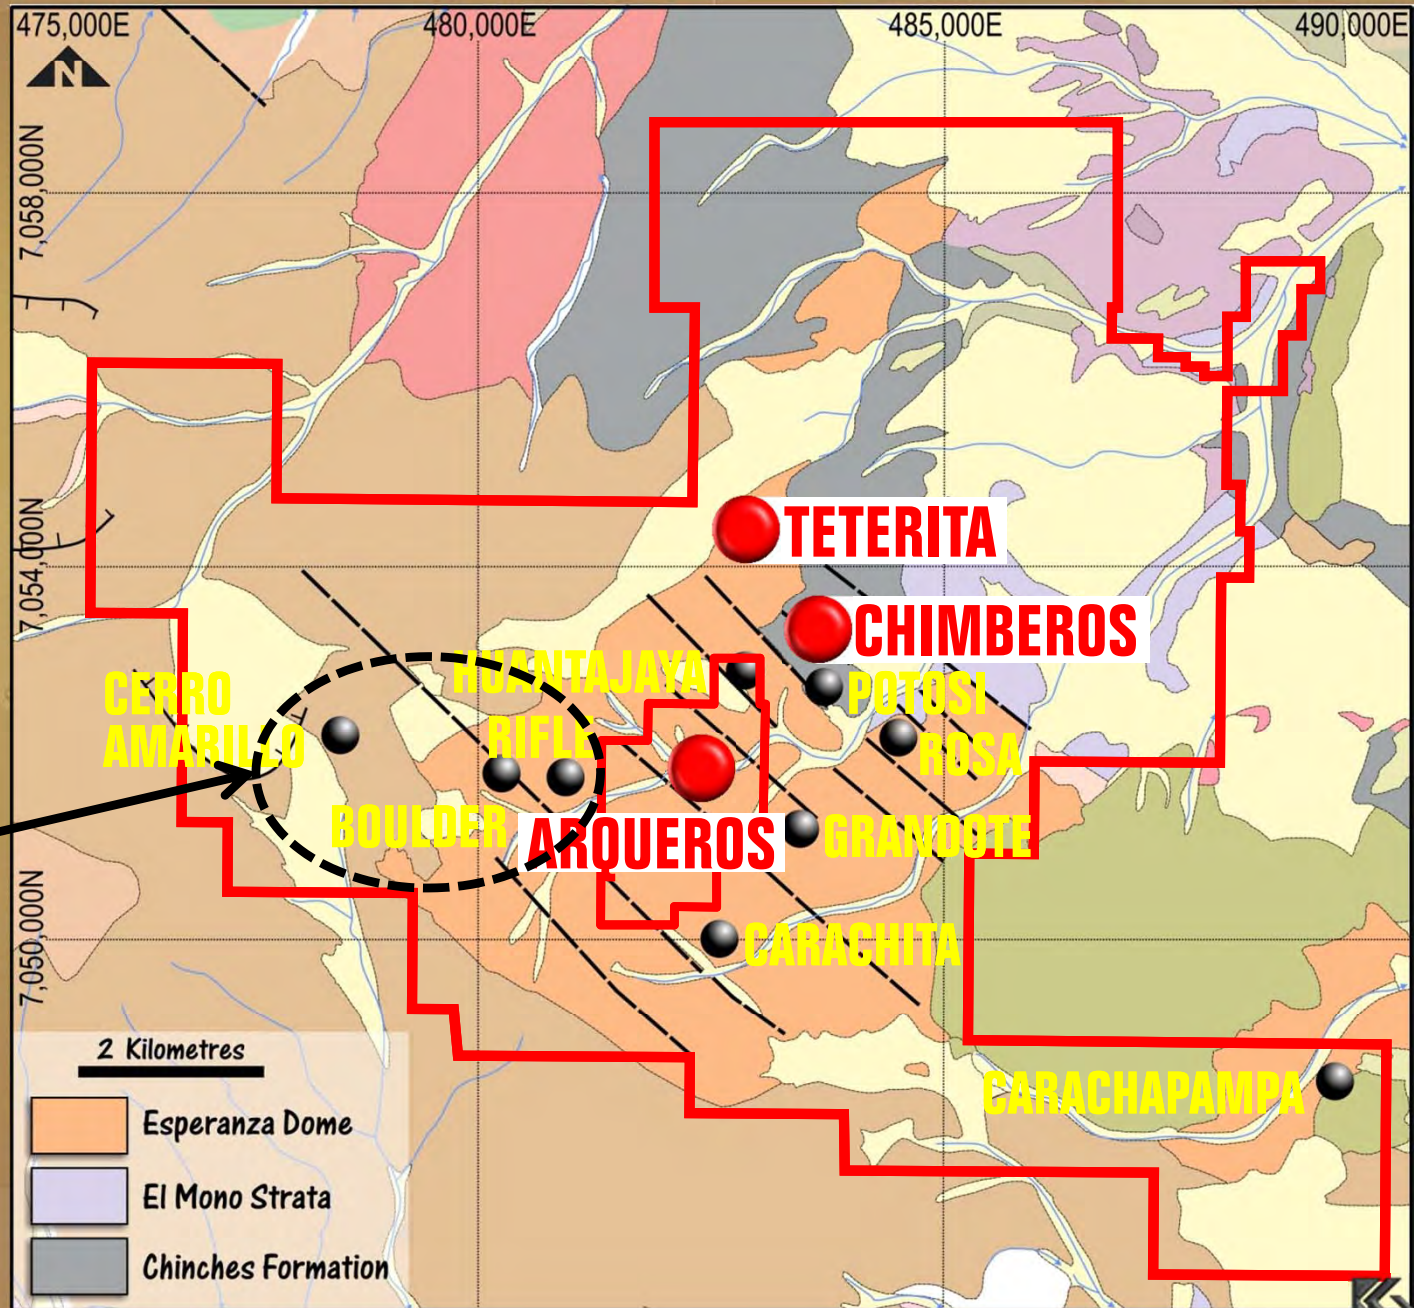 475,000E
480,000E
485,000E
490,000E
N
7,058,000N
7,054,000N
TETERITA
CHIMBEROS
HUANTAJAYA
CERRO
AMARILLO
POTOSI
RIFLE
ROSA
BOULDER
ARQUEROS
GRANDOTE
CARACHITA
7,050,000N
CARACHAPAMPA
2 Kilometres
Esperanza Dome
El Mono Strata
Chinches Formation